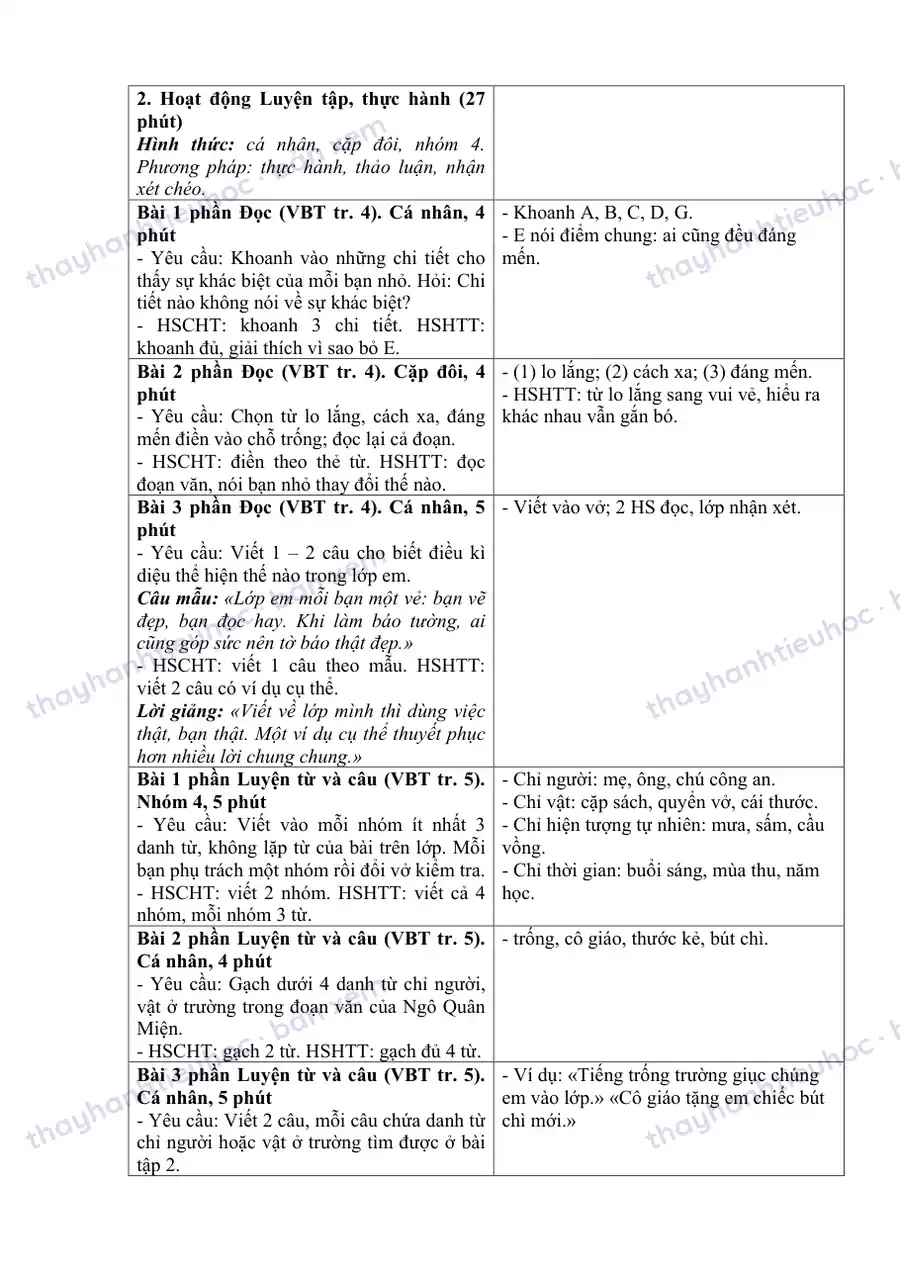 2. Hoạt động Luyện tập, thực hành (27
phút)
Hình thức: cá nhân, cặp đôi, nhóm 4.
Phương pháp: thực hành, thảo luận, nhận
xét chéo.
Bài 1 phần Đọc (VBT tr. 4). Cá nhân, 4
phút
- Yêu cầu: Khoanh vào những chi tiết cho
thấy sự khác biệt của mỗi bạn nhỏ. Hỏi: Chi
tiết nào không nói về sự khác biệt?
- HSCHT: khoanh 3 chi tiết. HSHTT:
khoanh đủ, giải thích vì sao bỏ E.
- Khoanh A, B, C, D, G.
- E nói điểm chung: ai cũng đều đáng
mến.
Bài 2 phần Đọc (VBT tr. 4). Cặp đôi, 4
phút
- Yêu cầu: Chọn từ lo lắng, cách xa, đáng
mến điền vào chỗ trống; đọc lại cả đoạn.
- HSCHT: điền theo thẻ từ. HSHTT: đọc
đoạn văn, nói bạn nhỏ thay đổi thế nào.
- (1) lo lắng; (2) cách xa; (3) đáng mến.
- HSHTT: từ lo lắng sang vui vẻ, hiểu ra
khác nhau vẫn gắn bó.
Bài 3 phần Đọc (VBT tr. 4). Cá nhân, 5
phút
- Yêu cầu: Viết 1 – 2 câu cho biết điều kì
diệu thể hiện thế nào trong lớp em.
Câu mẫu: «Lớp em mỗi bạn một vẻ: bạn vẽ
đẹp, bạn đọc hay. Khi làm báo tường, ai
cũng góp sức nên tờ báo thật đẹp.»
- HSCHT: viết 1 câu theo mẫu. HSHTT:
viết 2 câu có ví dụ cụ thể.
Lời giảng: «Viết về lớp mình thì dùng việc
thật, bạn thật. Một ví dụ cụ thể thuyết phục
hơn nhiều lời chung chung.»
- Viết vào vở; 2 HS đọc, lớp nhận xét.
Bài 1 phần Luyện từ và câu (VBT tr. 5).
Nhóm 4, 5 phút
- Yêu cầu: Viết vào mỗi nhóm ít nhất 3
danh từ, không lặp từ của bài trên lớp. Mỗi
bạn phụ trách một nhóm rồi đổi vở kiểm tra.
- HSCHT: viết 2 nhóm. HSHTT: viết cả 4
nhóm, mỗi nhóm 3 từ.
- Chỉ người: mẹ, ông, chú công an.
- Chỉ vật: cặp sách, quyển vở, cái thước.
- Chỉ hiện tượng tự nhiên: mưa, sấm, cầu
vồng.
- Chỉ thời gian: buổi sáng, mùa thu, năm
học.
Bài 2 phần Luyện từ và câu (VBT tr. 5).
Cá nhân, 4 phút
- Yêu cầu: Gạch dưới 4 danh từ chỉ người,
vật ở trường trong đoạn văn của Ngô Quân
Miện.
- HSCHT: gạch 2 từ. HSHTT: gạch đủ 4 từ.
- trống, cô giáo, thước kẻ, bút chì.
Bài 3 phần Luyện từ và câu (VBT tr. 5).
Cá nhân, 5 phút
- Yêu cầu: Viết 2 câu, mỗi câu chứa danh từ
chỉ người hoặc vật ở trường tìm được ở bài
tập 2.
- Ví dụ: «Tiếng trống trường giục chúng
em vào lớp.» «Cô giáo tặng em chiếc bút
chì mới.»
thayhanhtieuhoc · bản xem
thayhanhtieuhoc · b
thayhanhtieuhoc · bản xem
thayhanhtieuhoc · b
thayhanhtieuhoc · bản xem
thayhanhtieuhoc · b